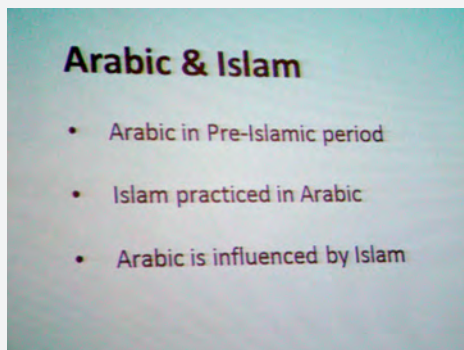 Arabic & Islam
• Arabic in Pre-Islamic period
• Islam practiced in Arabic
• Arabic is influenced by Islam